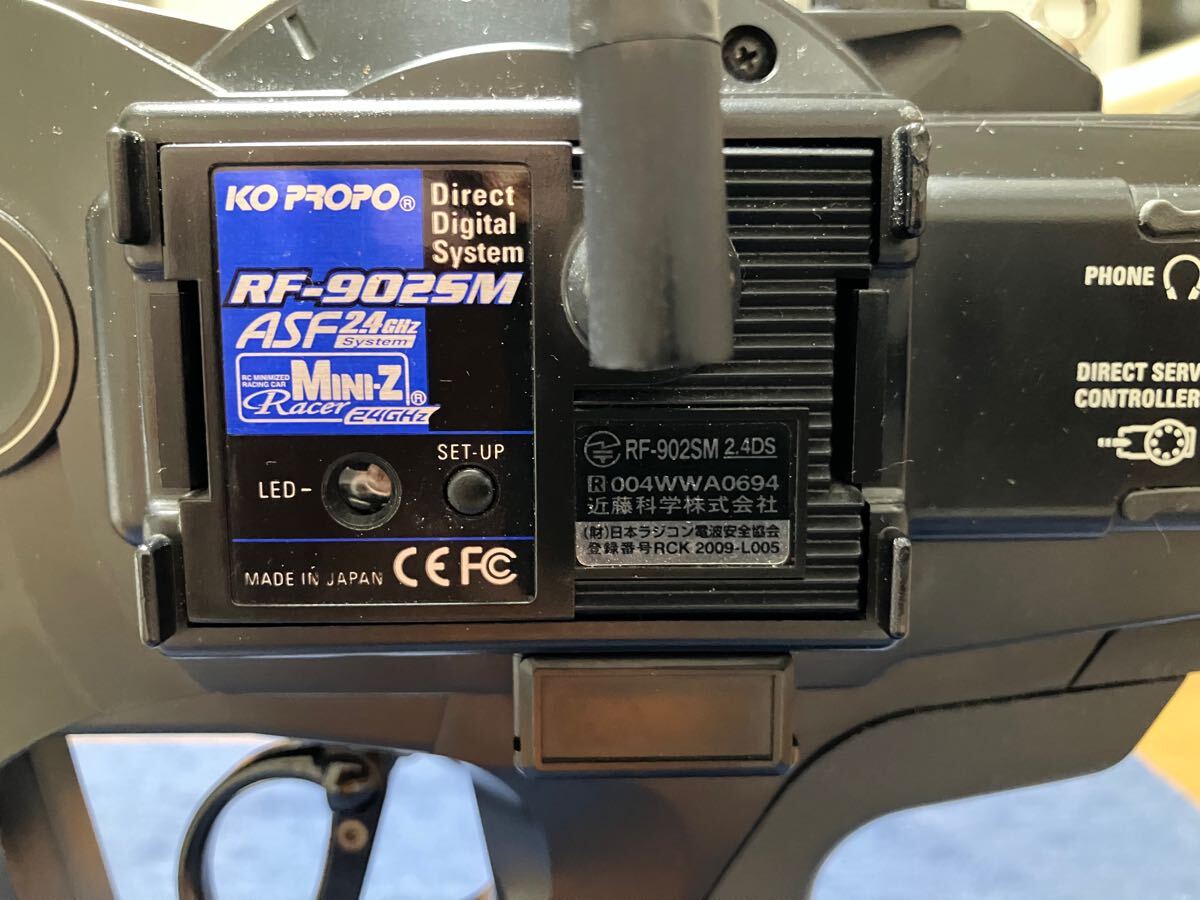 KO PROPO®
Direct
Digital
System
RF-902SM
ASF 2.4GHz
System
RC MINIMIZED
RACING CAR
MINI-Z®
Racer 2.4GHz
SET-UP
LED-
MADE IN JAPAN CE FC
RF-902SM 2.4DS
R 004WWA0694
近藤科学株式会社
(財)日本ラジコン電波安全協会
登録番号RCK 2009-L005
PHONE
DIRECT SERV
CONTROLLER